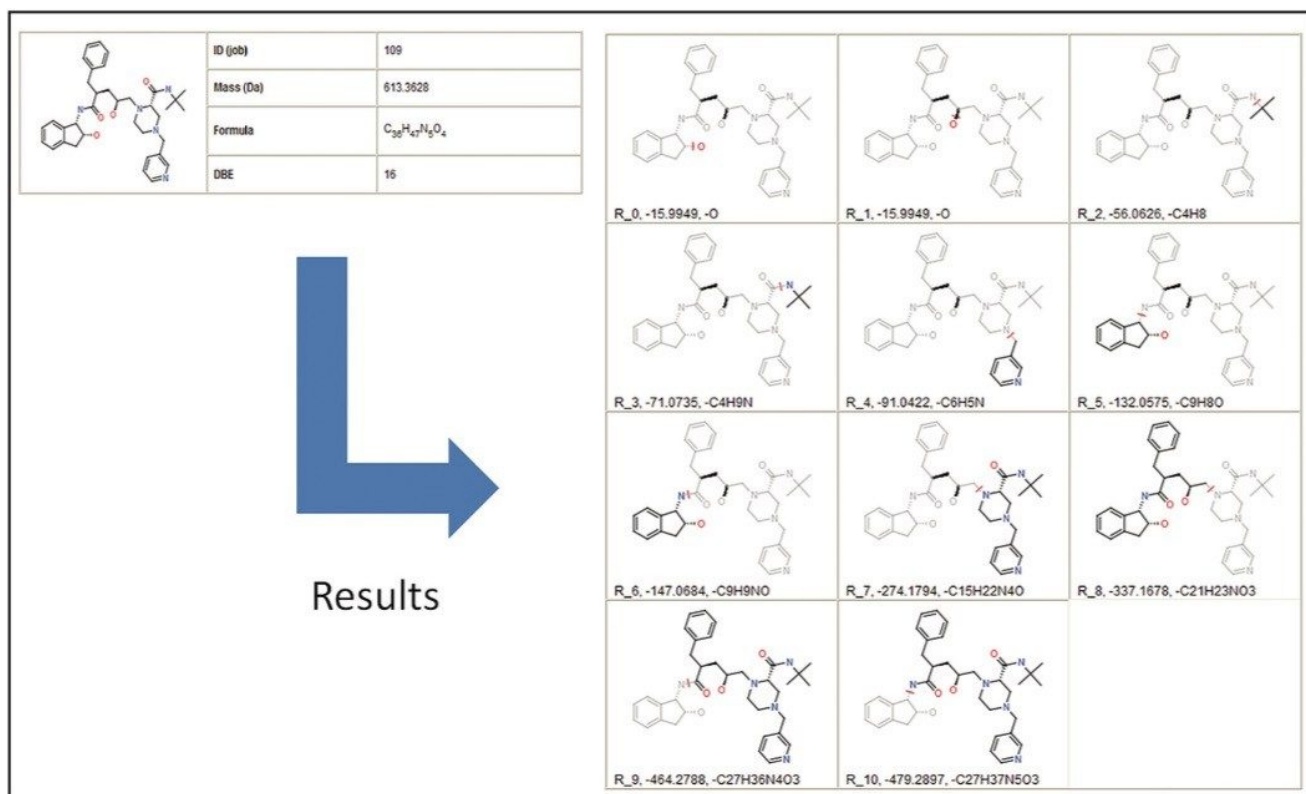 ID (job) 109
Mass (Da) 613.3628
Formula C36H47N5O4
DBE 16
R_0, -15.9949, -O
R_1, -15.9949, -O
R_2, -56.0626, -C4H8
R_3, -71.0735, -C4H9N
R_4, -91.0422, -C6H5N
R_5, -132.0575, -C9H8O
R_6, -147.0684, -C9H9NO
R_7, -274.1794, -C15H22N4O
R_8, -337.1678, -C21H23NO3
Results
R_9, -464.2788, -C27H36N4O3
R_10, -479.2897, -C27H37N5O3